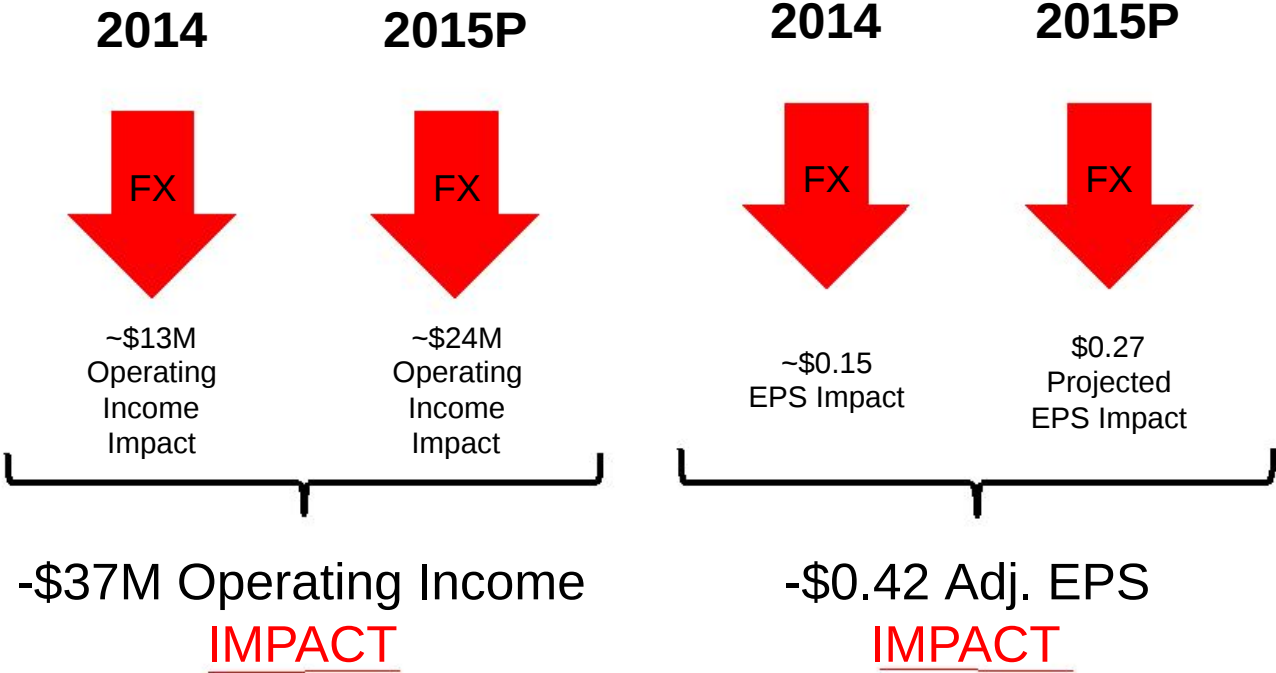 2014
2015P
FX
FX
~$13M
Operating
Income
Impact
~$24M
Operating
Income
Impact
-$37M Operating Income
IMPACT
2014
2015P
FX
FX
~$0.15
EPS Impact
$0.27
Projected
EPS Impact
-$0.42 Adj. EPS
IMPACT